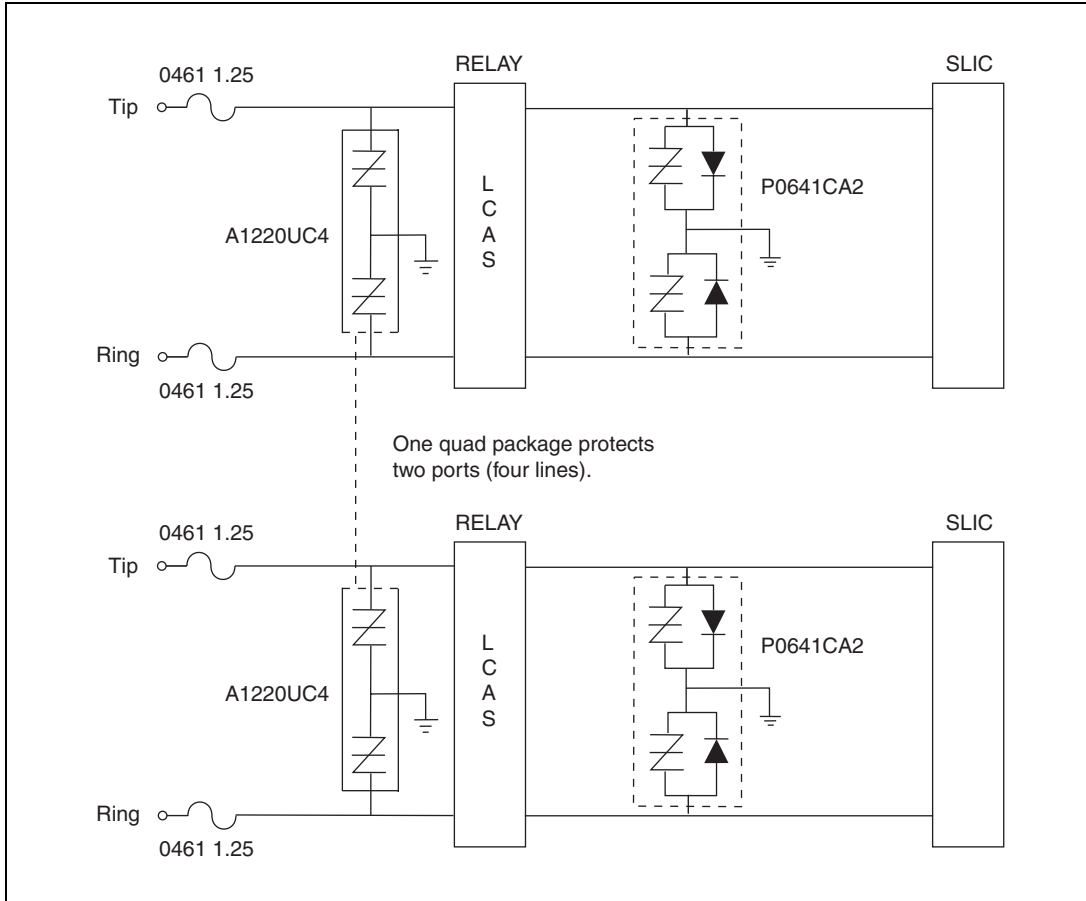 RELAY
SLIC
0461 1.25
Tip
L
C
A
S
A1220UC4
P0641CA2
Ring
0461 1.25
One quad package protects
two ports (four lines).
RELAY
SLIC
0461 1.25
Tip
L
C
A
S
A1220UC4
P0641CA2
Ring
0461 1.25